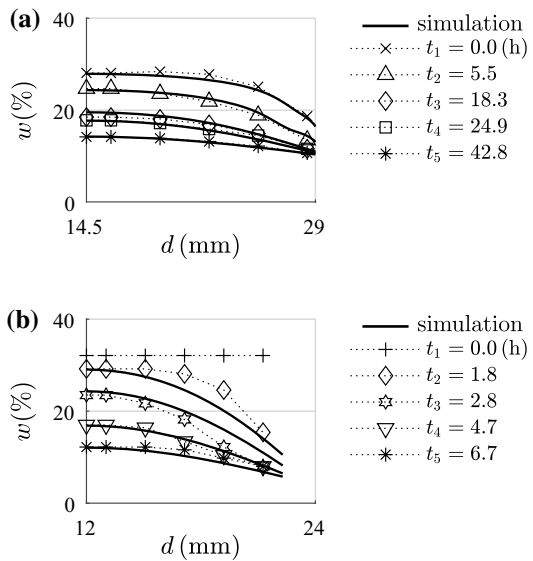 (a)
40
20
0
w(%)
14.5
29
d (mm)
simulation
t₁ = 0.0 (h)
t₂ = 5.5
t₃ = 18.3
t₄ = 24.9
t₅ = 42.8
(b)
40
20
0
w(%)
12
24
d (mm)
simulation
t₁ = 0.0 (h)
t₂ = 1.8
t₃ = 2.8
t₄ = 4.7
t₅ = 6.7